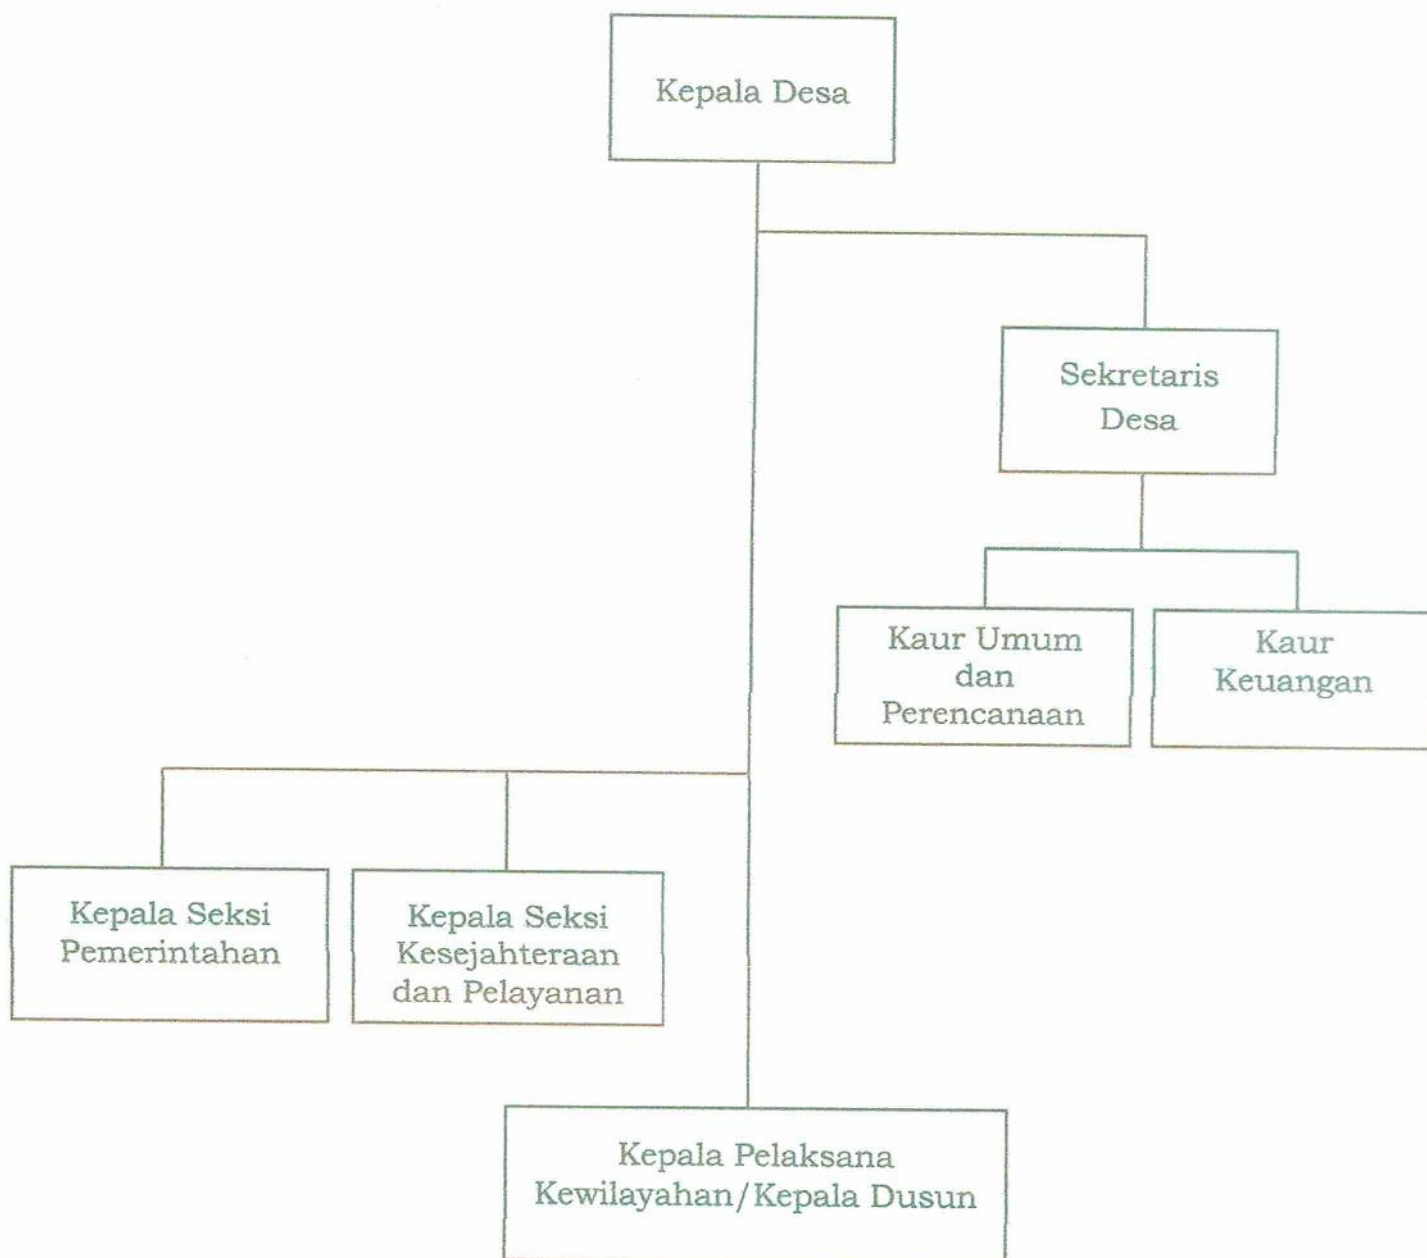 Kepala Desa
Sekretaris
Desa
Kaur Umum
dan
Perencanaan
Kaur
Keuangan
Kepala Seksi
Pemerintahan
Kepala Seksi
Kesejahteraan
dan Pelayanan
Kepala Pelaksana
Kewilayahan/Kepala Dusun